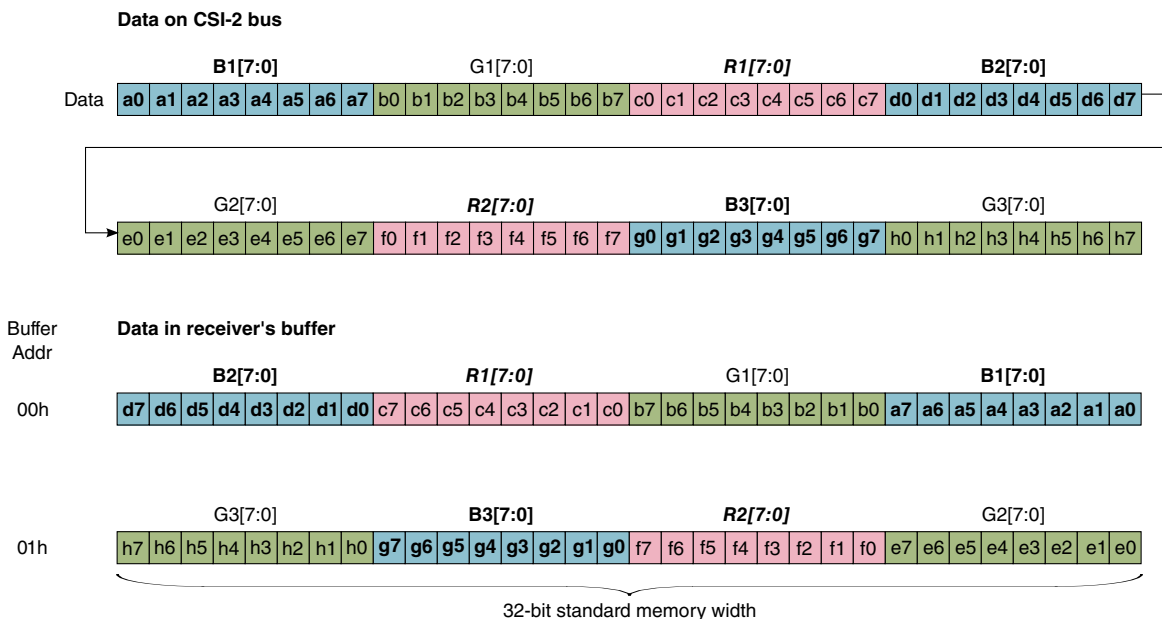 Data on CSI-2 bus
B1[7:0] G1[7:0] R1[7:0] B2[7:0]
Data a0 a1 a2 a3 a4 a5 a6 a7 b0 b1 b2 b3 b4 b5 b6 b7 c0 c1 c2 c3 c4 c5 c6 c7 d0 d1 d2 d3 d4 d5 d6 d7
G2[7:0] R2[7:0] B3[7:0] G3[7:0]
e0 e1 e2 e3 e4 e5 e6 e7 f0 f1 f2 f3 f4 f5 f6 f7 g0 g1 g2 g3 g4 g5 g6 g7 h0 h1 h2 h3 h4 h5 h6 h7
Buffer
Addr
Data in receiver's buffer
B2[7:0] R1[7:0] G1[7:0] B1[7:0]
00h d7 d6 d5 d4 d3 d2 d1 d0 c7 c6 c5 c4 c3 c2 c1 c0 b7 b6 b5 b4 b3 b2 b1 b0 a7 a6 a5 a4 a3 a2 a1 a0
G3[7:0] B3[7:0] R2[7:0] G2[7:0]
01h h7 h6 h5 h4 h3 h2 h1 h0 g7 g6 g5 g4 g3 g2 g1 g0 f7 f6 f5 f4 f3 f2 f1 f0 e7 e6 e5 e4 e3 e2 e1 e0
32-bit standard memory width